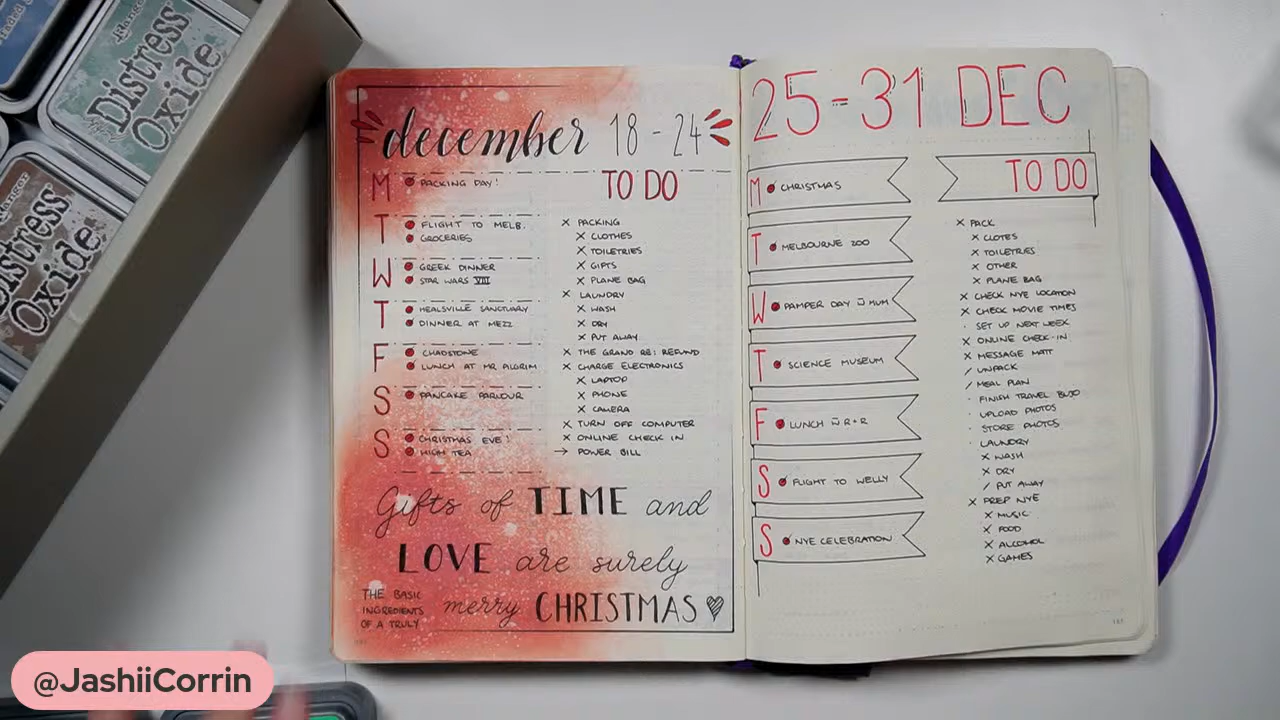 Ranger
DISTRESS
Oxide
Ranger
DISTRESS
Oxide
december 18 - 24
M PACKING DAY!
T FLIGHT TO MELB.
GROCERIES
W GREEK DINNER
STAR WARS VIII
T HEALSVILLE SANCTUARY
DINNER AT MEZZ
F CHADSTONE
LUNCH AT MR PILGRIM
S PANCAKE PARLOUR
S CHRISTMAS EVE!
HIGH TEA
TO DO
× PACKING
× CLOTHES
× TOILETRIES
× GIFTS
× PLANE BAG
× LAUNDRY
× WASH
× DRY
× PUT AWAY
× THE GRAND RE: REFUND
× CHARGE ELECTRONICS
× LAPTOP
× PHONE
× CAMERA
× TURN OFF COMPUTER
× ONLINE CHECK IN
→ POWER BILL
Gifts of TIME and
LOVE are surely
THE BASIC
INGREDIENTS
OF A TRULY
merry CHRISTMAS
25-31 DEC
M CHRISTMAS
T MELBOURNE ZOO
W PAMPER DAY c̄ MUM
T SCIENCE MUSEUM
F LUNCH c̄ R+R
S FLIGHT TO WELLY
S NYE CELEBRATION
TO DO
× PACK
× CLOTES
× TOILETRIES
× OTHER
× PLANE BAG
× CHECK NYE LOCATION
× CHECK MOVIE TIMES
· SET UP NEXT WEEK
× ONLINE CHECK-IN
× MESSAGE MATT
/ UNPACK
/ MEAL PLAN
· FINISH TRAVEL BUJO
· UPLOAD PHOTOS
· STORE PHOTOS
· LAUNDRY
× WASH
× DRY
/ PUT AWAY
× PREP NYE
× MUSIC
× FOOD
× ALCOHOL
× GAMES
@JashiiCorrin